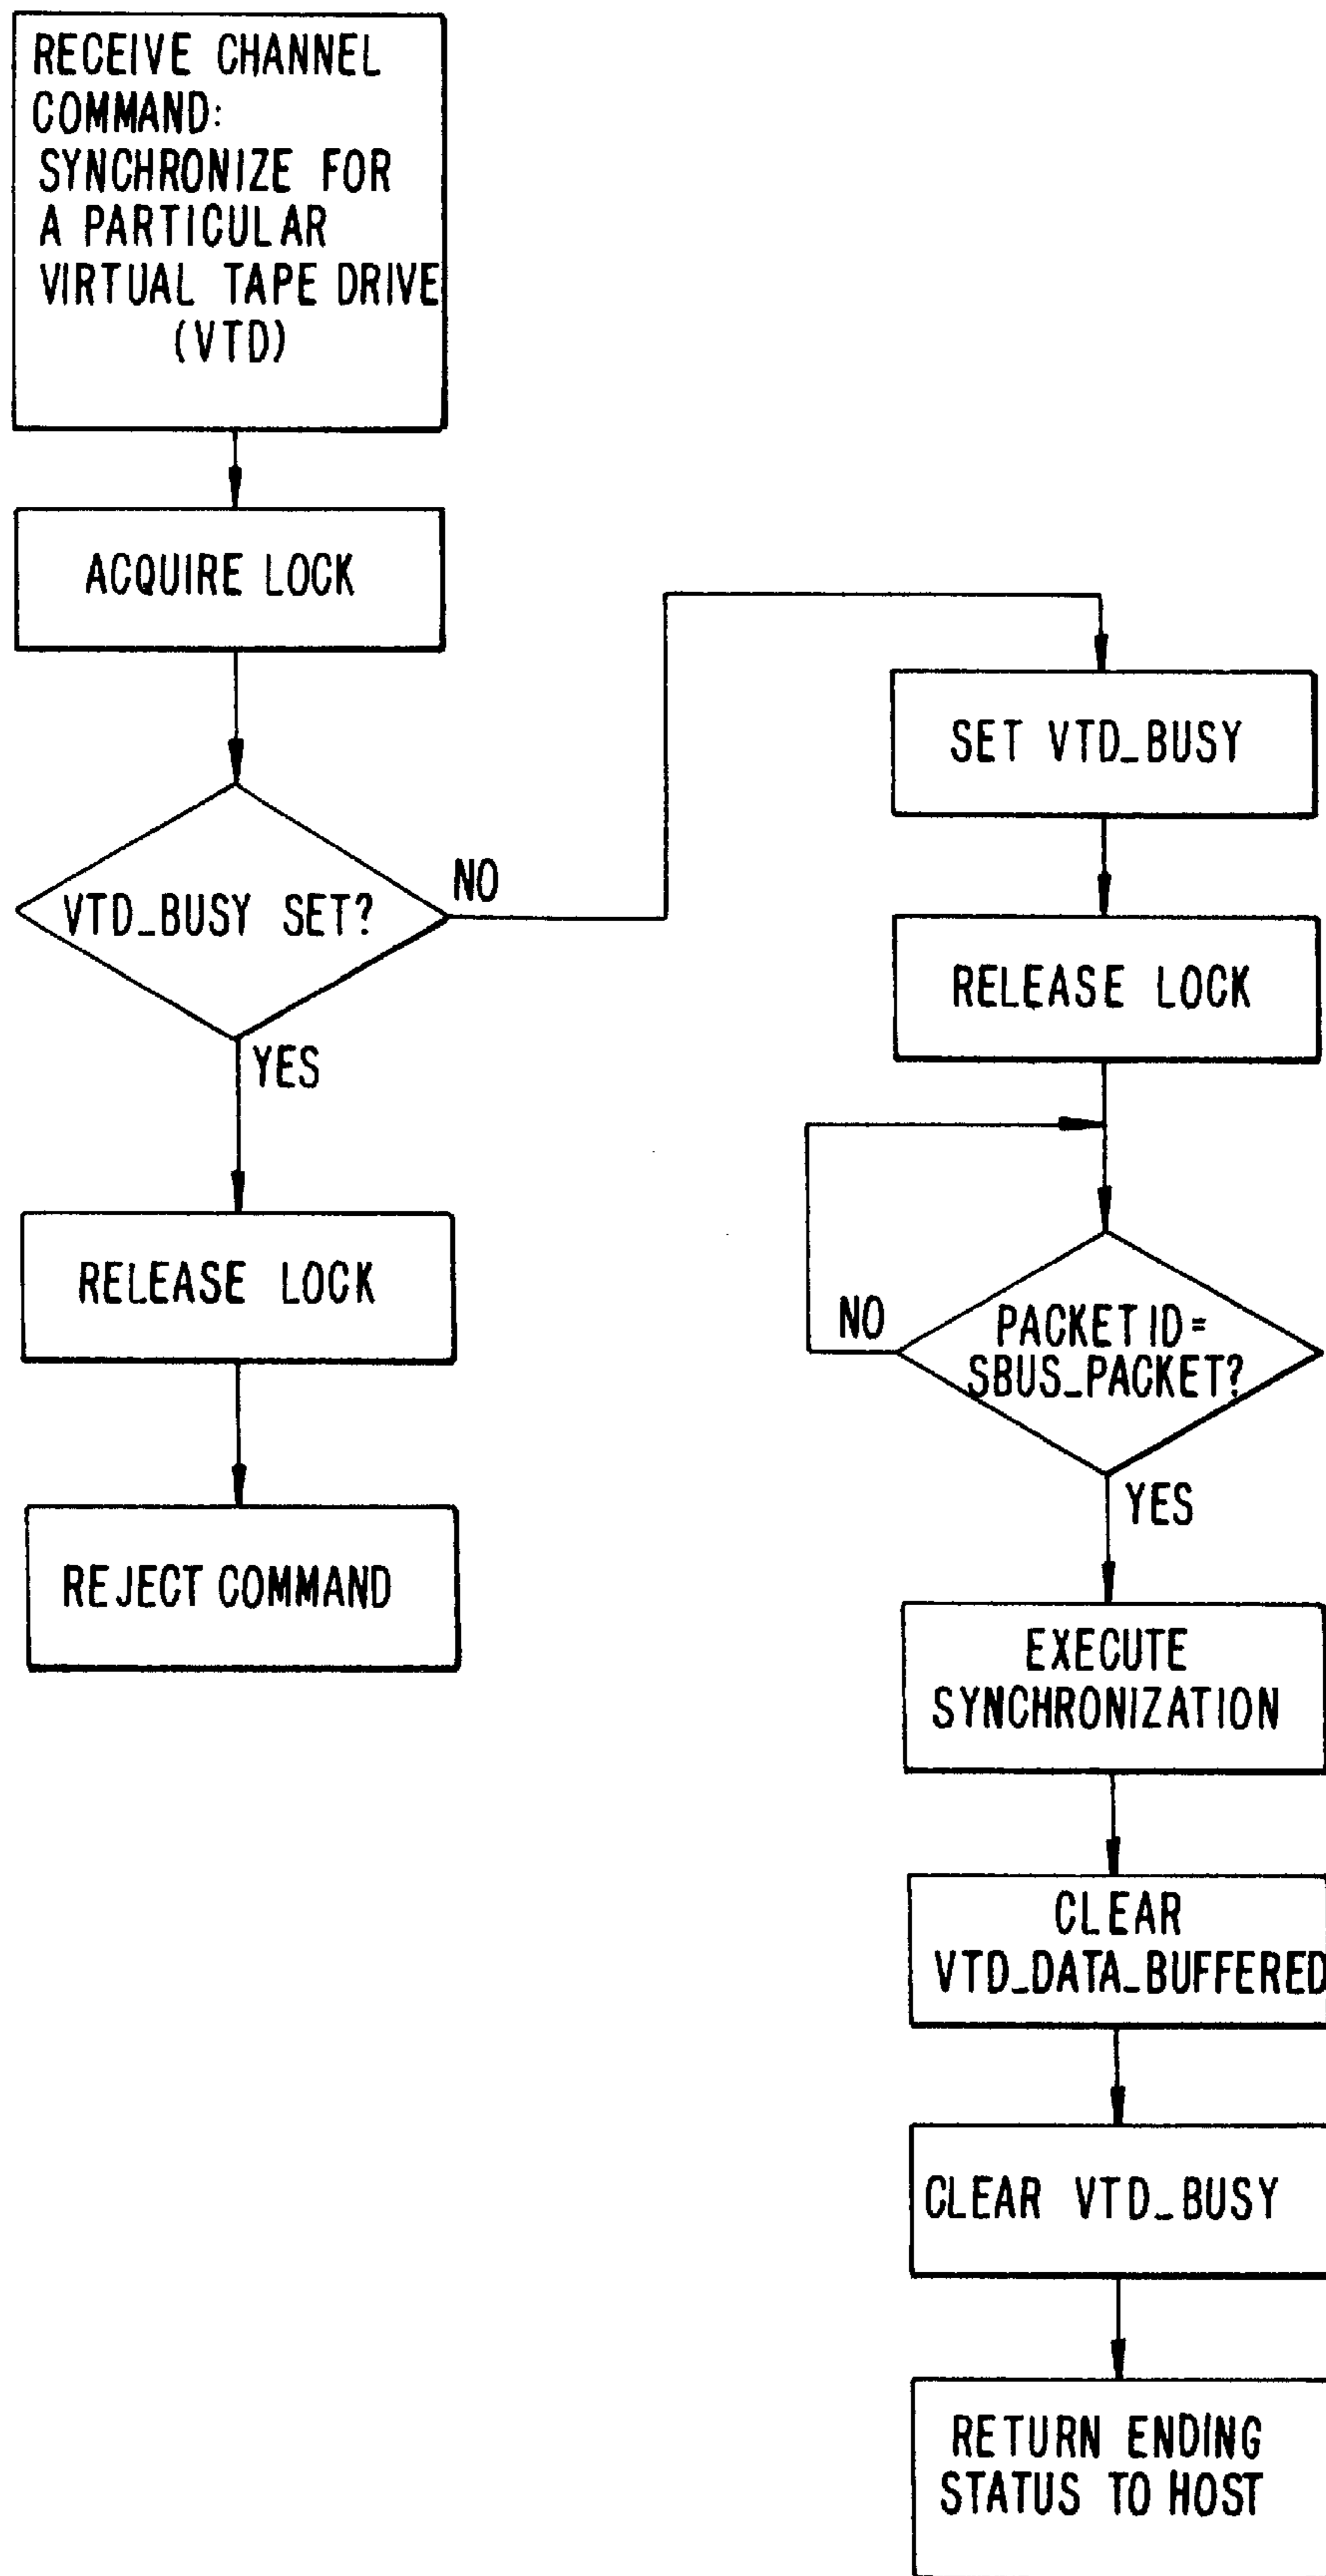 RECEIVE CHANNEL
COMMAND:
SYNCHRONIZE FOR
A PARTICULAR
VIRTUAL TAPE DRIVE
(VTD)
ACQUIRE LOCK
VTD_BUSY SET?
NO
YES
RELEASE LOCK
REJECT COMMAND
SET VTD_BUSY
RELEASE LOCK
NO
PACKET ID=
SBUS_PACKET?
YES
EXECUTE
SYNCHRONIZATION
CLEAR
VTD_DATA_BUFFERED
CLEAR VTD_BUSY
RETURN ENDING
STATUS TO HOST